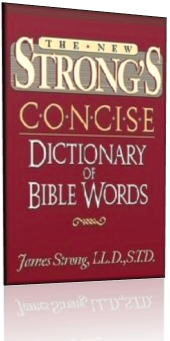 THE • NEW
STRONG'S
C•O•N•C•I•S•E
DICTIONARY
OF
BIBLE WORDS
James Strong, LL.D., S.T.D.